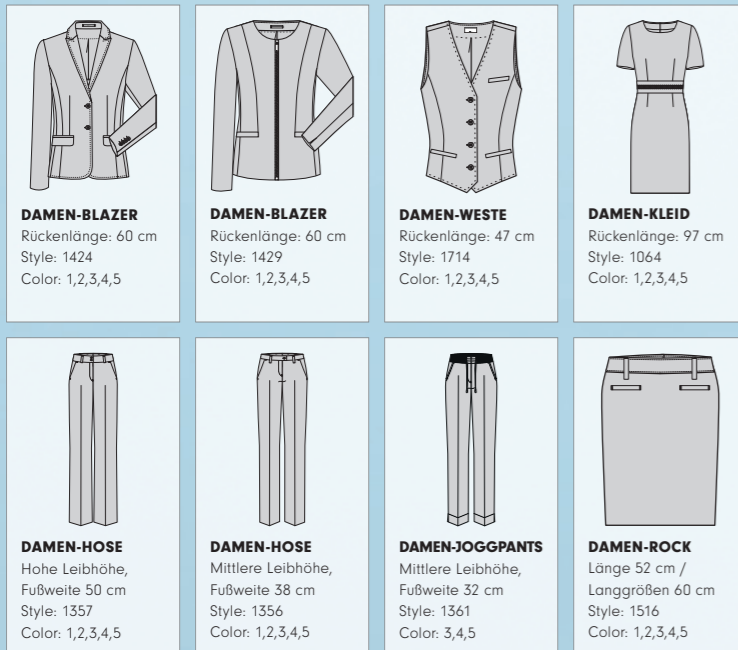 DAMEN-BLAZER
Rückenlänge: 60 cm
Style: 1424
Color: 1,2,3,4,5
DAMEN-BLAZER
Rückenlänge: 60 cm
Style: 1429
Color: 1,2,3,4,5
DAMEN-WESTE
Rückenlänge: 47 cm
Style: 1714
Color: 1,2,3,4,5
DAMEN-KLEID
Rückenlänge: 97 cm
Style: 1064
Color: 1,2,3,4,5
DAMEN-HOSE
Hohe Leibhöhe,
Fußweite 50 cm
Style: 1357
Color: 1,2,3,4,5
DAMEN-HOSE
Mittlere Leibhöhe,
Fußweite 38 cm
Style: 1356
Color: 1,2,3,4,5
DAMEN-JOGGPANTS
Mittlere Leibhöhe,
Fußweite 32 cm
Style: 1361
Color: 3,4,5
DAMEN-ROCK
Länge 52 cm /
Langgrößen 60 cm
Style: 1516
Color: 1,2,3,4,5